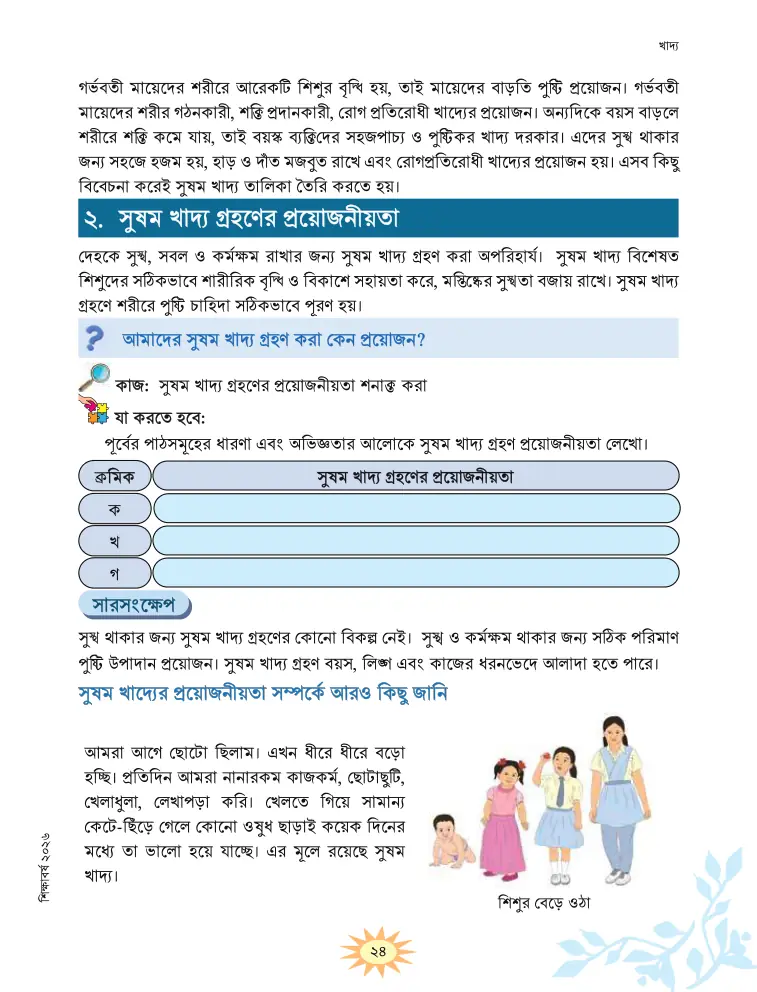 খাদ্য
গর্ভবতী মায়েদের শরীরে আরেকটি শিশুর বৃদ্ধি হয়, তাই মায়েদের বাড়তি পুষ্টি প্রয়োজন। গর্ভবতী
মায়েদের শরীর গঠনকারী, শক্তি প্রদানকারী, রোগ প্রতিরোধী খাদ্যের প্রয়োজন। অন্যদিকে বয়স বাড়লে
শরীরে শক্তি কমে যায়, তাই বয়স্ক ব্যক্তিদের সহজপাচ্য ও পুষ্টিকর খাদ্য দরকার। এদের সুস্থ থাকার
জন্য সহজে হজম হয়, হাড় ও দাঁত মজবুত রাখে এবং রোগপ্রতিরোধী খাদ্যের প্রয়োজন হয়। এসব কিছু
বিবেচনা করেই সুষম খাদ্য তালিকা তৈরি করতে হয়।
২. সুষম খাদ্য গ্রহণের প্রয়োজনীয়তা
দেহকে সুস্থ, সবল ও কর্মক্ষম রাখার জন্য সুষম খাদ্য গ্রহণ করা অপরিহার্য। সুষম খাদ্য বিশেষত
শিশুদের সঠিকভাবে শারীরিক বৃদ্ধি ও বিকাশে সহায়তা করে, মস্তিষ্কের সুস্থতা বজায় রাখে। সুষম খাদ্য
গ্রহণে শরীরে পুষ্টি চাহিদা সঠিকভাবে পূরণ হয়।
? আমাদের সুষম খাদ্য গ্রহণ করা কেন প্রয়োজন?
কাজ: সুষম খাদ্য গ্রহণের প্রয়োজনীয়তা শনাক্ত করা
যা করতে হবে:
পূর্বের পাঠসমূহের ধারণা এবং অভিজ্ঞতার আলোকে সুষম খাদ্য গ্রহণ প্রয়োজনীয়তা লেখো।
ক্রমিক সুষম খাদ্য গ্রহণের প্রয়োজনীয়তা
ক
খ
গ
সারসংক্ষেপ
সুস্থ থাকার জন্য সুষম খাদ্য গ্রহণের কোনো বিকল্প নেই। সুস্থ ও কর্মক্ষম থাকার জন্য সঠিক পরিমাণ
পুষ্টি উপাদান প্রয়োজন। সুষম খাদ্য গ্রহণ বয়স, লিঙ্গ এবং কাজের ধরনভেদে আলাদা হতে পারে।
সুষম খাদ্যের প্রয়োজনীয়তা সম্পর্কে আরও কিছু জানি
আমরা আগে ছোটো ছিলাম। এখন ধীরে ধীরে বড়ো
হচ্ছি। প্রতিদিন আমরা নানারকম কাজকর্ম, ছোটাছুটি,
খেলাধুলা, লেখাপড়া করি। খেলতে গিয়ে সামান্য
কেটে-ছিঁড়ে গেলে কোনো ওষুধ ছাড়াই কয়েক দিনের
মধ্যে তা ভালো হয়ে যাচ্ছে। এর মূলে রয়েছে সুষম
খাদ্য।
শিশুর বেড়ে ওঠা
শিক্ষাবর্ষ ২০২৬
২৪